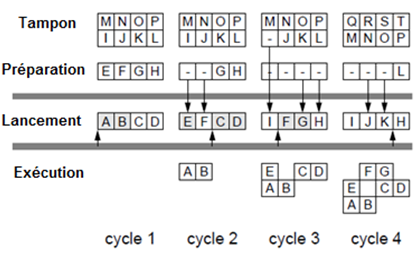 Tampon
M N O P M N O P M N O P Q R S T
I J K L I J K L - J K L M N O P
Préparation E F G H - - G H - - - - - - - L
Lancement A B C D E F C D I F G H I J K H
Exécution A B E C D F G
A B E C D
A B
cycle 1 cycle 2 cycle 3 cycle 4